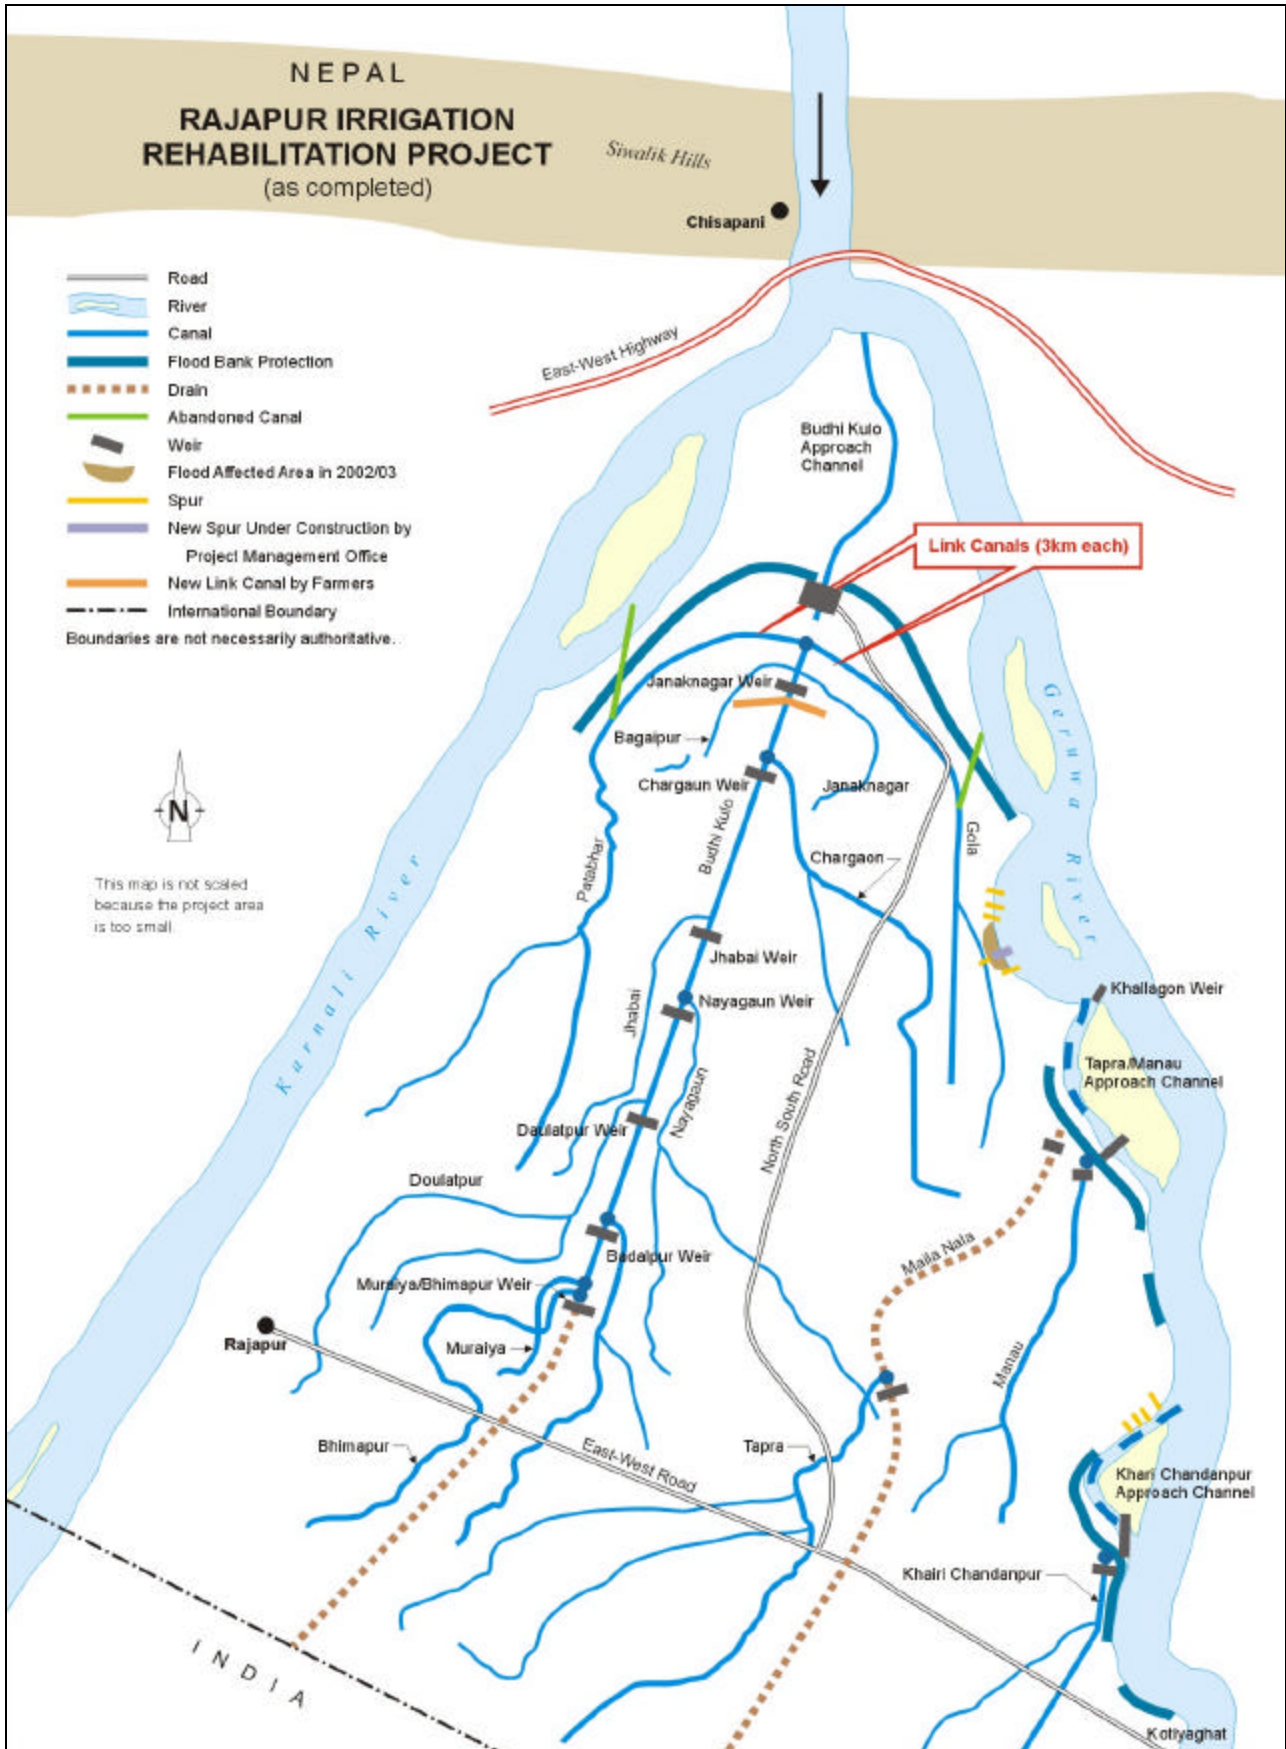 NEPAL
RAJAPUR IRRIGATION
REHABILITATION PROJECT
(as completed)
Siwalik Hills
Chisapani
Road
River
Canal
Flood Bank Protection
Drain
Abandoned Canal
Weir
Flood Affected Area in 2002/03
Spur
New Spur Under Construction by
Project Management Office
New Link Canal by Farmers
International Boundary
Boundaries are not necessarily authoritative.
East-West Highway
Budhi Kulo
Approach
Channel
Link Canals (3km each)
Janaknagar Weir
Bagaipur
Chargaun Weir
Janaknagar
Geruwa River
N
Budhi Kulo
Gola
Patabhar
Chargaon
This map is not scaled
because the project area
is too small.
Karnali River
Jhabai Weir
Khallagon Weir
Jhabai
Nayagaun Weir
Tapra/Manau
Approach Channel
Nayagaun
North South Road
Daulatpur Weir
Doulatpur
Maila Nala
Badalpur Weir
Muraiya/Bhimapur Weir
Rajapur
Muraiya
Manau
Bhimapur
East-West Road
Tapra
Khari Chandanpur
Approach Channel
Khairi Chandanpur
INDIA
Kotiyaghat